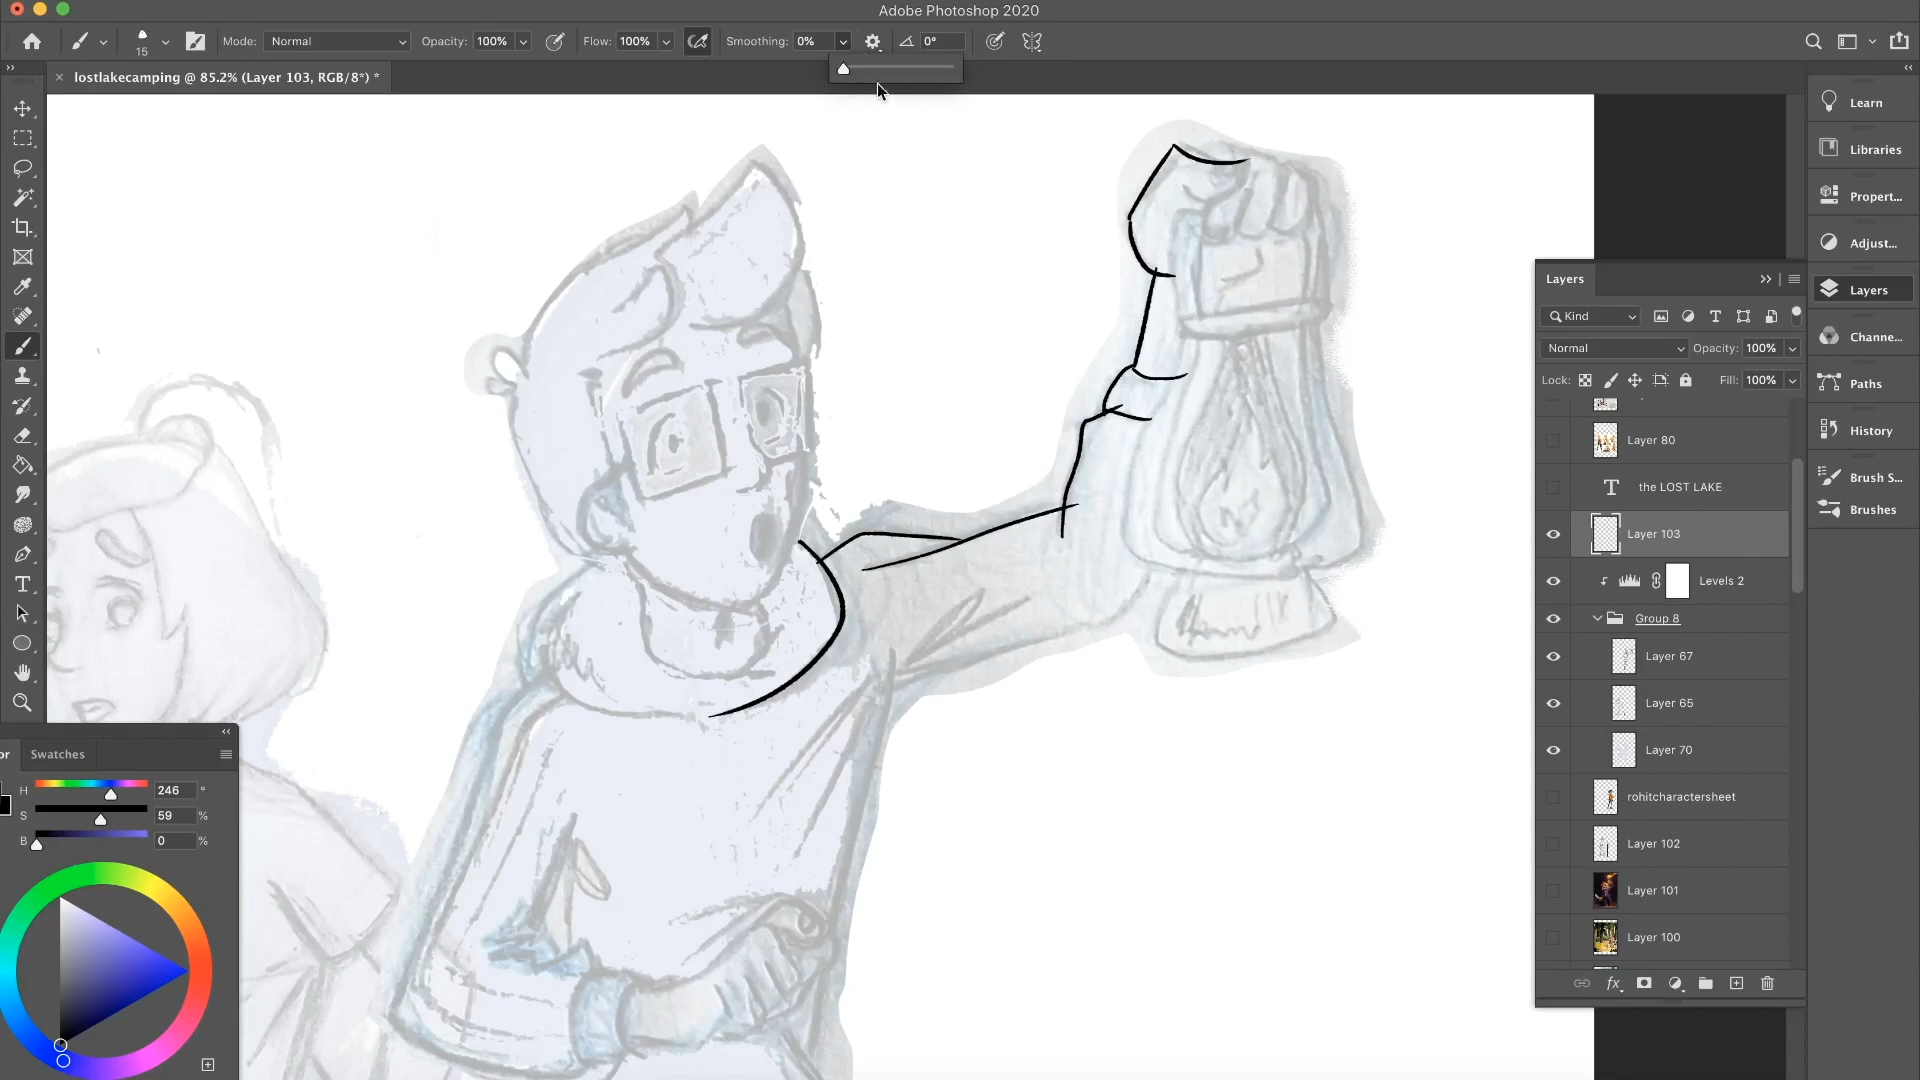 Adobe Photoshop 2020
15
Mode: Normal
Opacity: 100%
Flow: 100%
Smoothing: 0%
0°
lostlakecamping @ 85.2% (Layer 103, RGB/8*) *
Learn
Libraries
Propert...
Adjust...
Layers
Channe...
Paths
History
Brush S...
Brushes
Layers
Kind
Normal
Opacity: 100%
Lock:
Fill: 100%
Layer 80
T the LOST LAKE
Layer 103
Levels 2
Group 8
Layer 67
Layer 65
Layer 70
rohitcharactersheet
Layer 102
Layer 101
Layer 100
fx
or Swatches
H 246 °
S 59 %
B 0 %